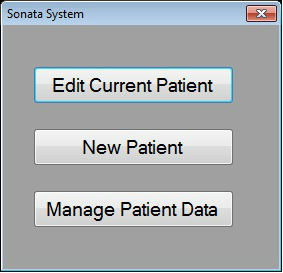 Sonata System
Edit Current Patient
New Patient
Manage Patient Data